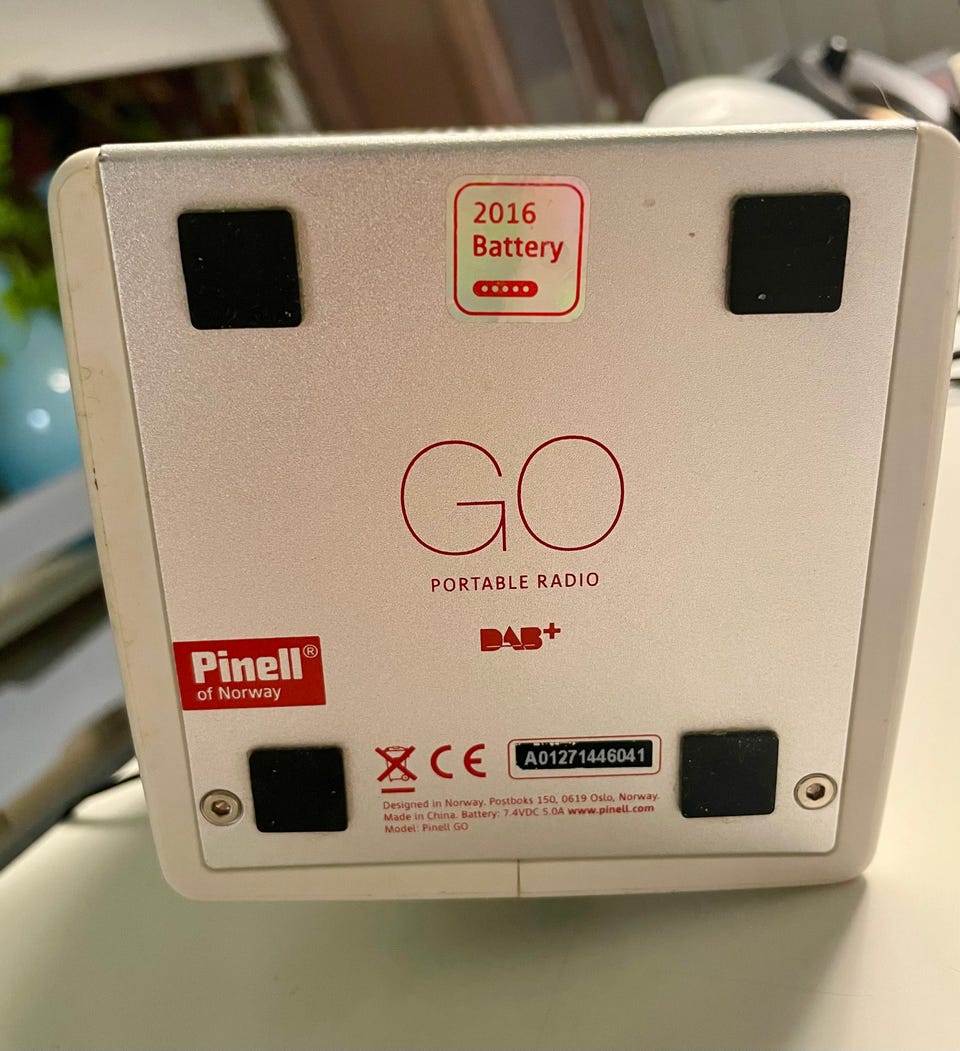 2016
Battery
GO
PORTABLE RADIO
DAB+
Pinell®
of Norway
CE
A01271446041
Designed in Norway. Postboks 150, 0619 Oslo, Norway.
Made in China. Battery: 7.4VDC 5.0A www.pinell.com
Model: Pinell GO